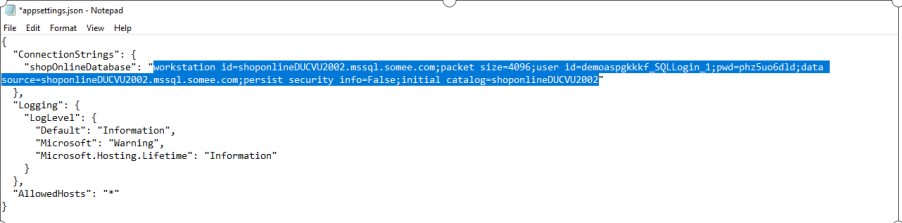 *appsettings.json - Notepad
File Edit Format View Help
{
  "ConnectionStrings": {
    "shopOnlineDatabase": "workstation id=shoponlineDUCVU2002.mssql.somee.com;packet size=4096;user id=demoaspgkkkf_SQLLogin_1;pwd=phz5uo6dld;data
source=shoponlineDUCVU2002.mssql.somee.com;persist security info=False;initial catalog=shoponlineDUCVU2002"
  },
  "Logging": {
    "LogLevel": {
      "Default": "Information",
      "Microsoft": "Warning",
      "Microsoft.Hosting.Lifetime": "Information"
    }
  },
  "AllowedHosts": "*"
}